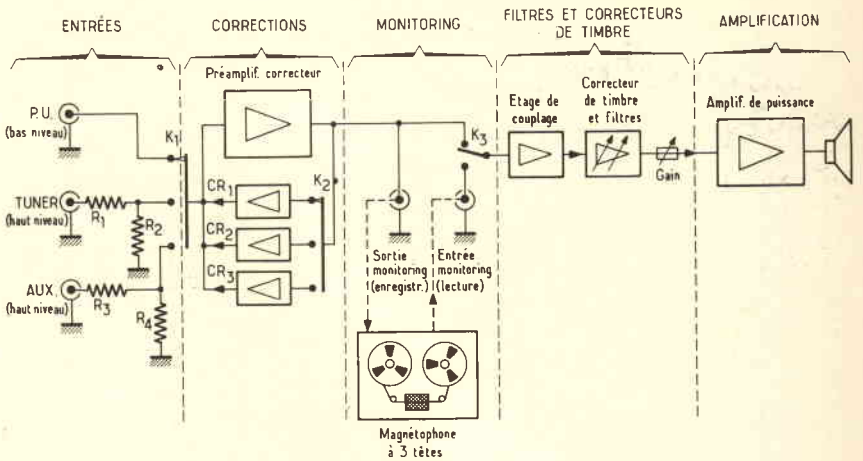 ENTRÉES
CORRECTIONS
MONITORING
FILTRES ET CORRECTEURS
DE TIMBRE
AMPLIFICATION
Préamplif. correcteur
P.U.
(bas niveau)
K1
TUNER
(haut niveau)
R1
R2
AUX.
(haut niveau)
R3
R4
CR1
CR2
CR3
K2
K3
Sortie
monitoring
(enregistr.)
Entrée
monitoring
(lecture)
Magnétophone
à 3 têtes
Etage de
couplage
Correcteur
de timbre
et filtres
Gain
Amplif. de puissance